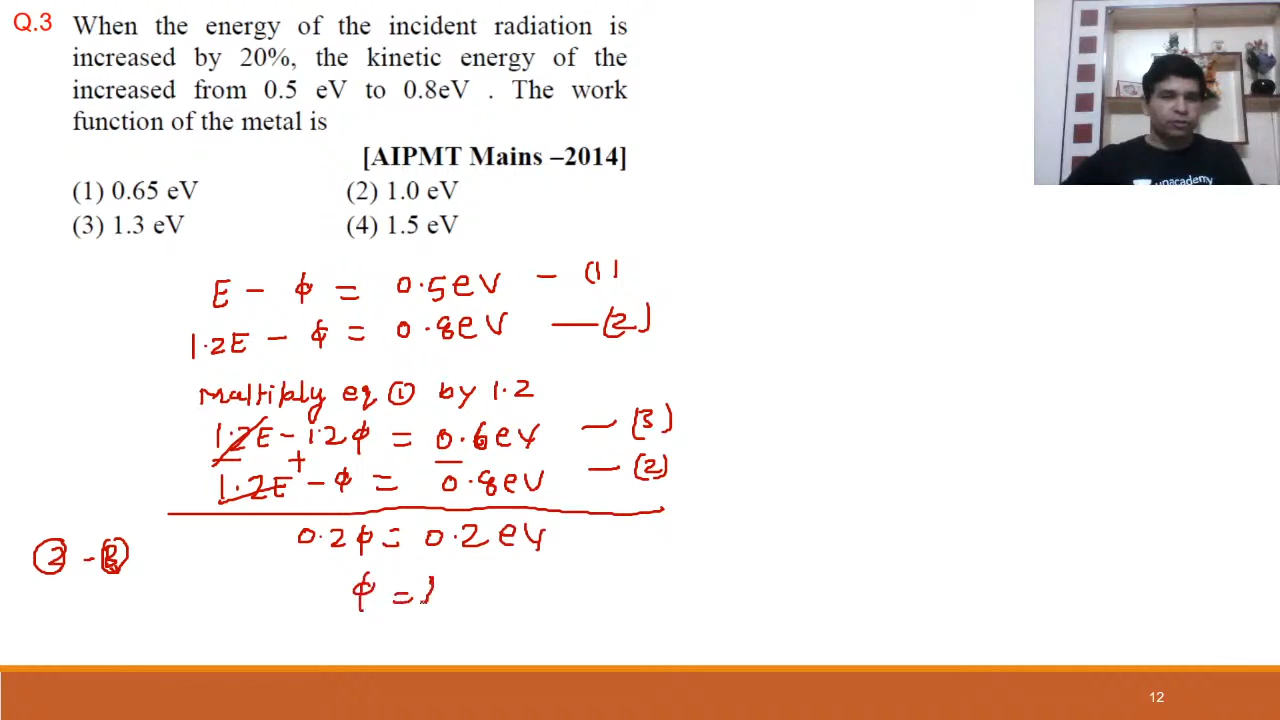 Q.3 When the energy of the incident radiation is
increased by 20%, the kinetic energy of the
increased from 0.5 eV to 0.8eV . The work
function of the metal is
[AIPMT Mains –2014]
(1) 0.65 eV (2) 1.0 eV
(3) 1.3 eV (4) 1.5 eV
E - ϕ = 0.5eV - (1)
1.2E - ϕ = 0.8eV - (2)
Multiply eq ① by 1.2
1.2E - 1.2ϕ = 0.6eV - (3)
- + -
1.2E - ϕ = 0.8eV - (2)
0.2ϕ = 0.2eV
② - ③
ϕ = 1
unacademy
12